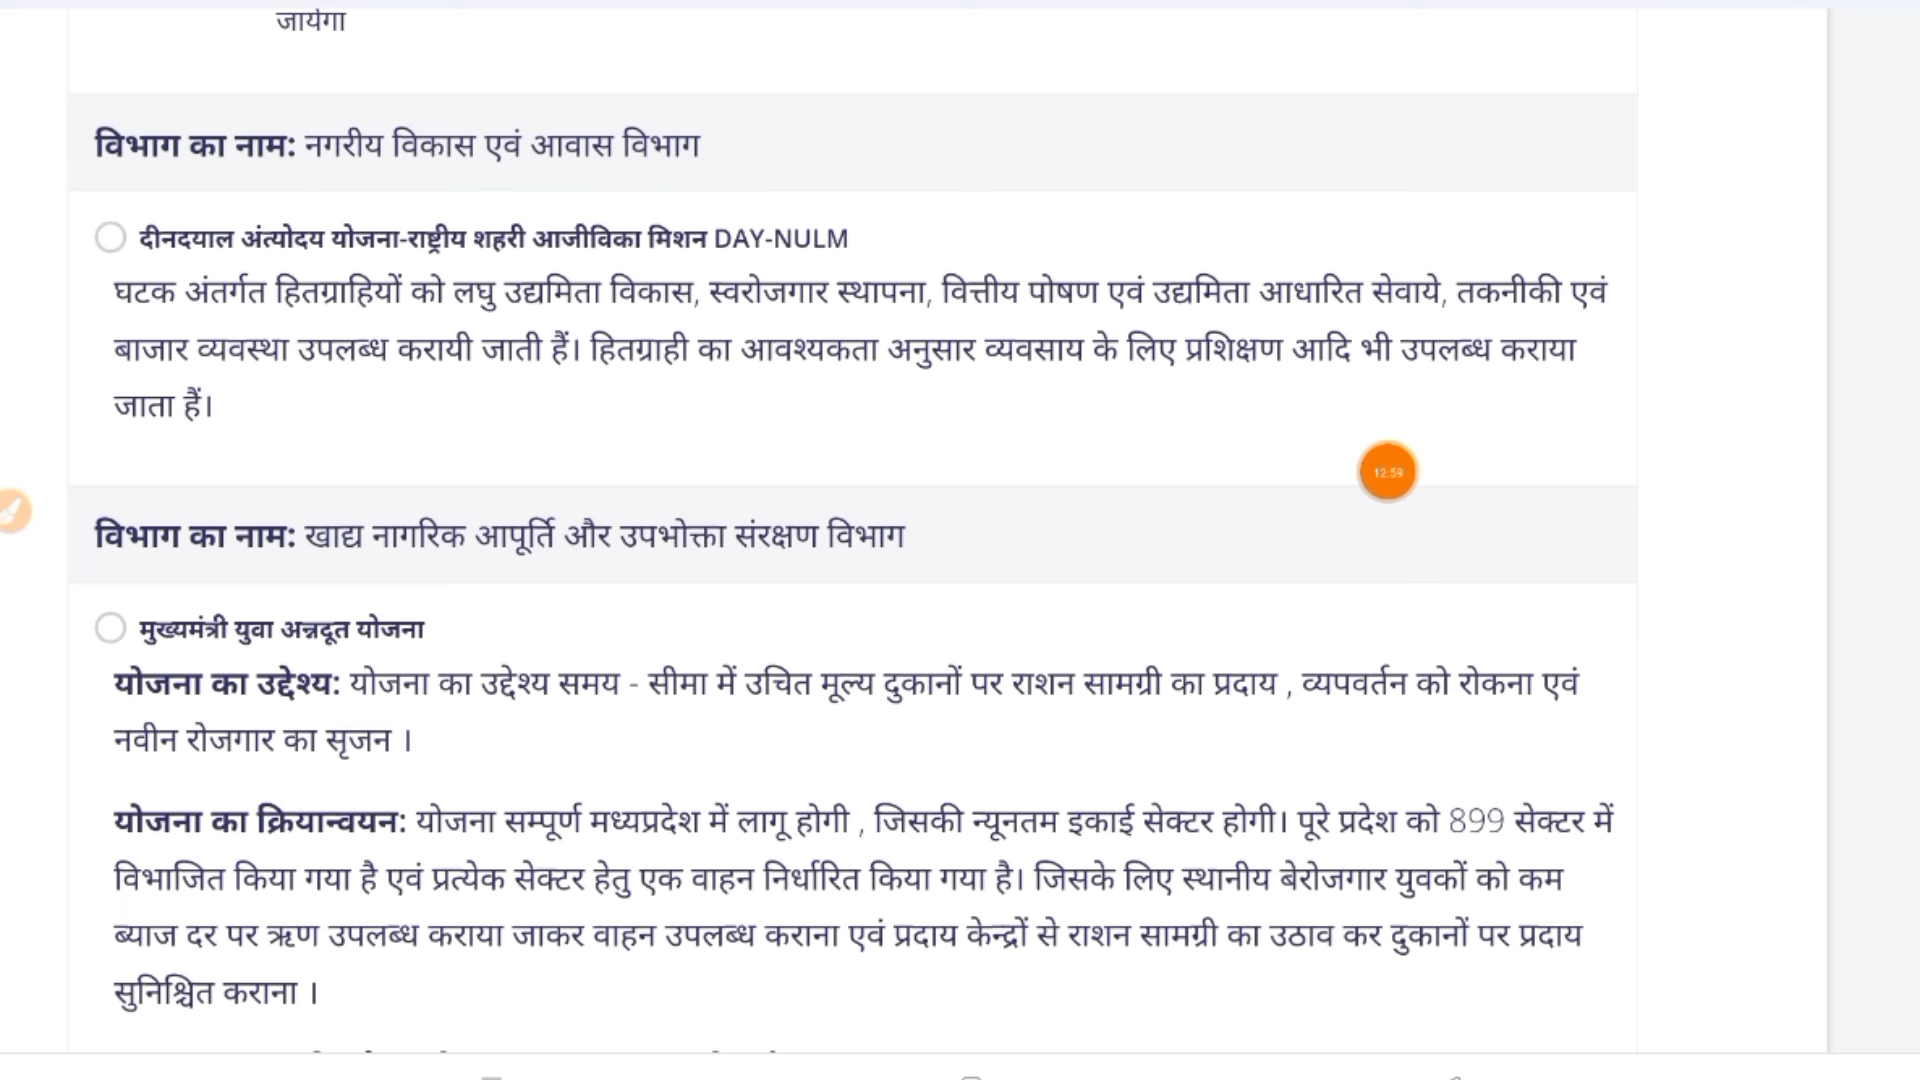 जायेगा
विभाग का नाम: नगरीय विकास एवं आवास विभाग
दीनदयाल अंत्योदय योजना-राष्ट्रीय शहरी आजीविका मिशन DAY-NULM
घटक अंतर्गत हितग्राहियों को लघु उद्यमिता विकास, स्वरोजगार स्थापना, वित्तीय पोषण एवं उद्यमिता आधारित सेवाये, तकनीकी एवं
बाजार व्यवस्था उपलब्ध करायी जाती हैं। हितग्राही का आवश्यकता अनुसार व्यवसाय के लिए प्रशिक्षण आदि भी उपलब्ध कराया
जाता हैं।
12:59
विभाग का नाम: खाद्य नागरिक आपूर्ति और उपभोक्ता संरक्षण विभाग
मुख्यमंत्री युवा अन्नदूत योजना
योजना का उद्देश्य: योजना का उद्देश्य समय - सीमा में उचित मूल्य दुकानों पर राशन सामग्री का प्रदाय , व्यपवर्तन को रोकना एवं
नवीन रोजगार का सृजन ।
योजना का क्रियान्वयन: योजना सम्पूर्ण मध्यप्रदेश में लागू होगी , जिसकी न्यूनतम इकाई सेक्टर होगी। पूरे प्रदेश को 899 सेक्टर में
विभाजित किया गया है एवं प्रत्येक सेक्टर हेतु एक वाहन निर्धारित किया गया है। जिसके लिए स्थानीय बेरोजगार युवकों को कम
ब्याज दर पर ऋण उपलब्ध कराया जाकर वाहन उपलब्ध कराना एवं प्रदाय केन्द्रों से राशन सामग्री का उठाव कर दुकानों पर प्रदाय
सुनिश्चित कराना ।